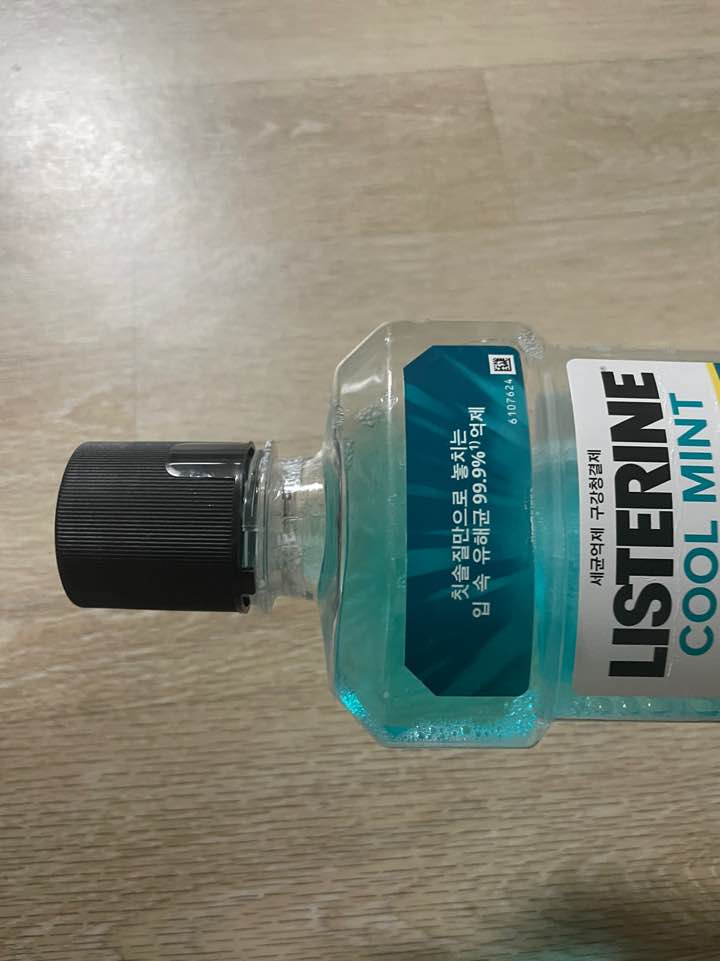 칫솔질만으로 놓치는
입 속 유해균 99.9%¹⁾억제
6107624
세균억제 구강청결제
LISTERINE®
COOL MINT